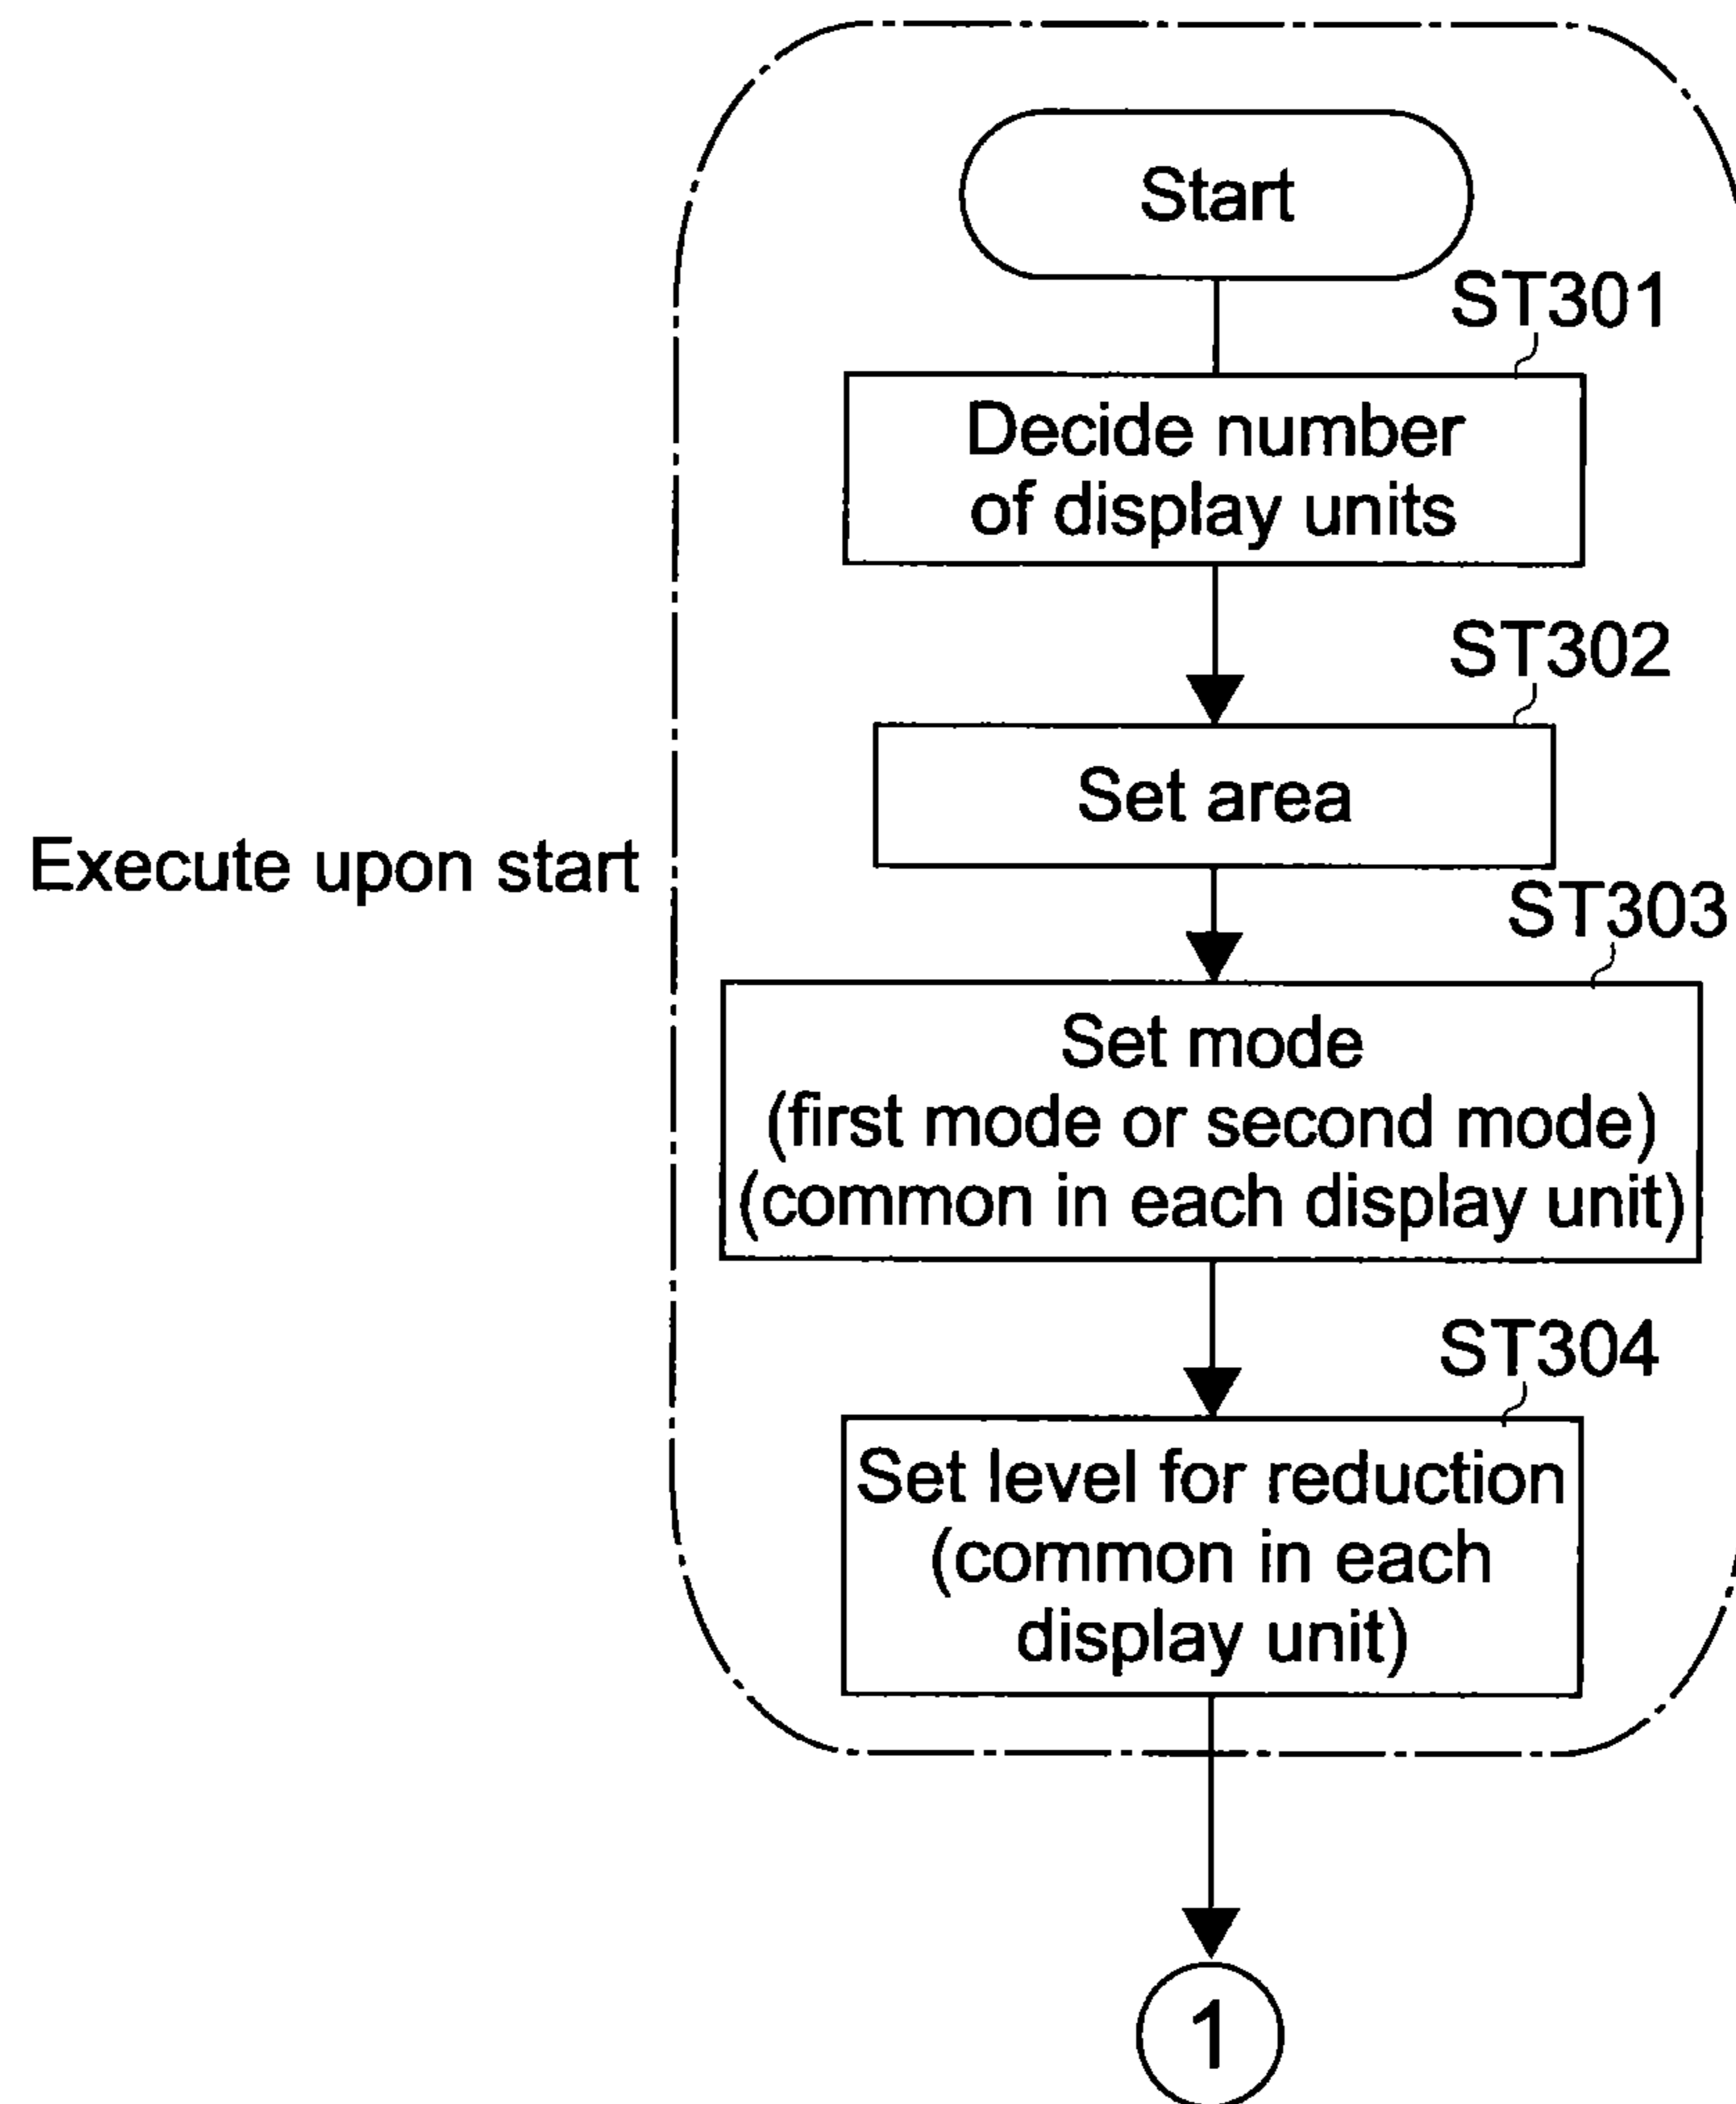 Start
ST301
Decide number
of display units
ST302
Set area
Execute upon start
ST303
Set mode
(first mode or second mode)
(common in each display unit)
ST304
Set level for reduction
(common in each
display unit)
1